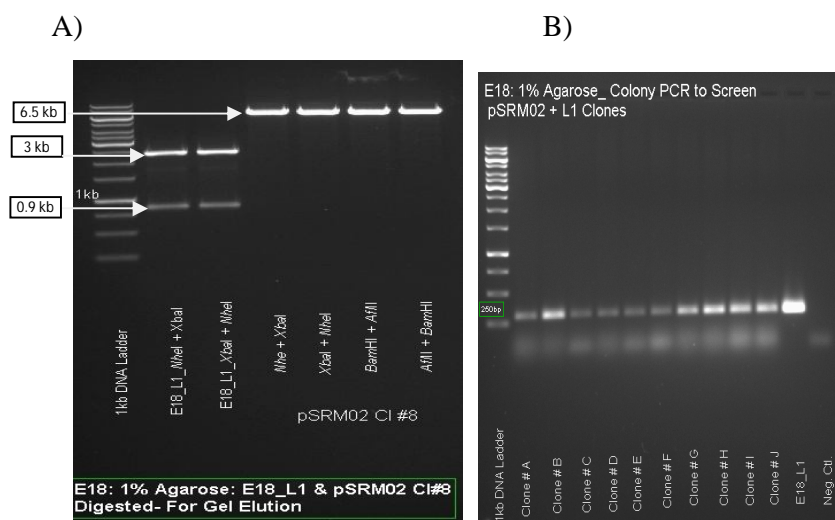 A)
B)
6.5 kb
3 kb
1kb
0.9 kb
1kb DNA Ladder
E18_L1_NheI + XbaI
E18_L1_XbaI + NheI
Nhe + XbaI
XbaI + NheI
BamHI + AflII
AflII + BamHI
pSRM02 Cl #8
E18: 1% Agarose: E18_L1 & pSRM02 Cl#8
Digested- For Gel Elution
E18: 1% Agarose_ Colony PCR to Screen
pSRM02 + L1 Clones
250bp
1kb DNA Ladder
Clone # A
Clone # B
Clone # C
Clone # D
Clone # E
Clone # F
Clone # G
Clone # H
Clone # I
Clone # J
E18_L1
Neg. Ctl.